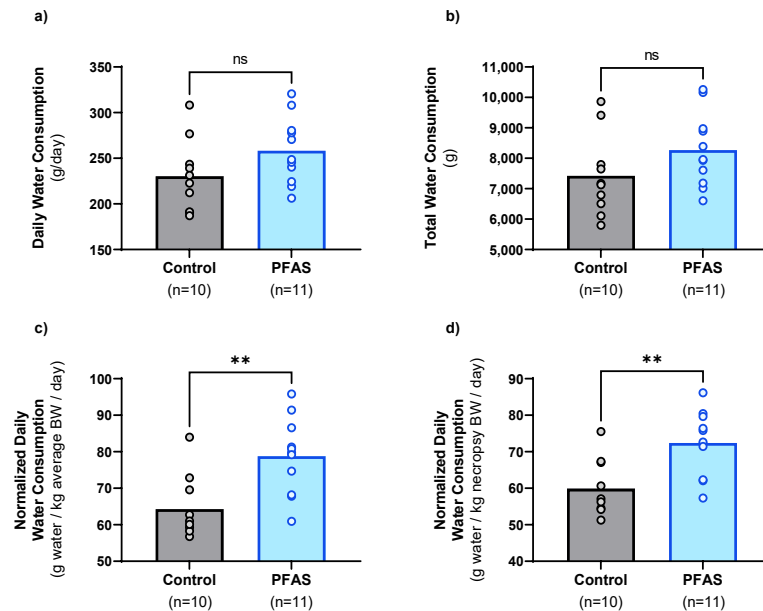 a)
ns
Daily Water Consumption
(g/day)
350
300
250
200
150
Control
(n=10)
PFAS
(n=11)
b)
ns
Total Water Consumption
(g)
11,000
10,000
9,000
8,000
7,000
6,000
5,000
Control
(n=10)
PFAS
(n=11)
c)
**
Normalized Daily
Water Consumption
(g water / kg average BW / day)
100
90
80
70
60
50
Control
(n=10)
PFAS
(n=11)
d)
**
Normalized Daily
Water Consumption
(g water / kg necropsy BW / day)
90
80
70
60
50
40
Control
(n=10)
PFAS
(n=11)